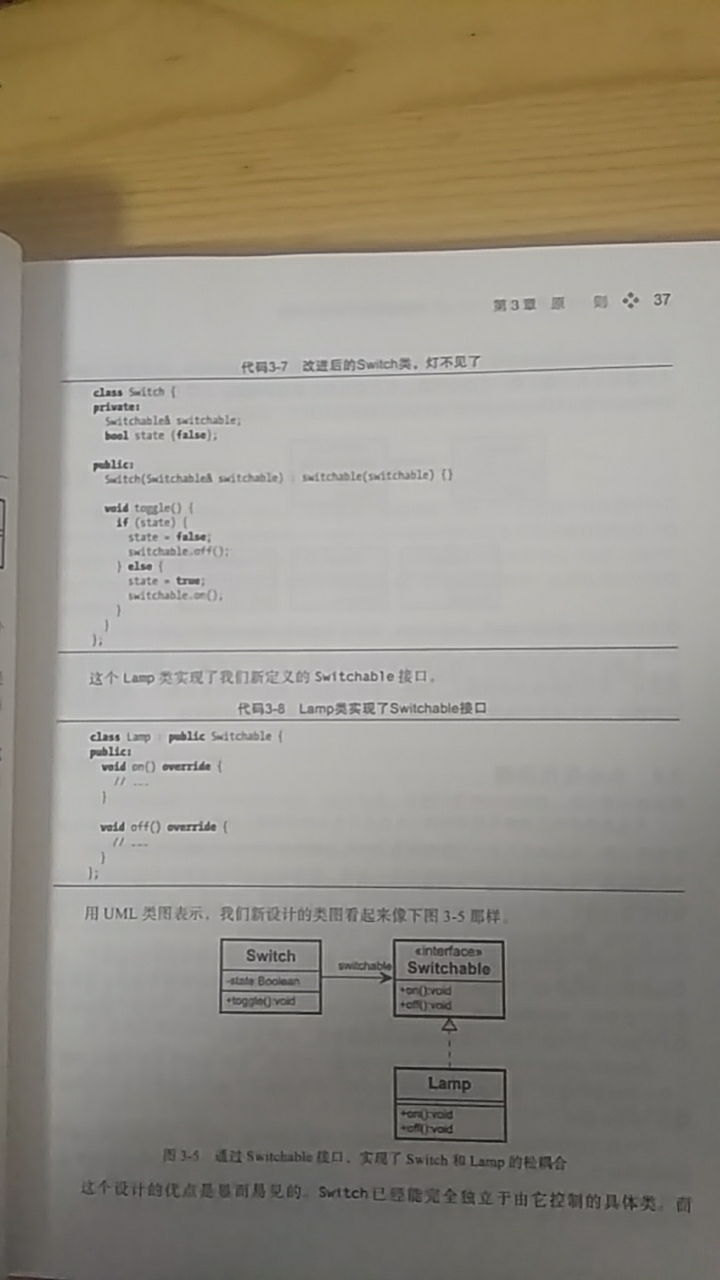 第3章 原 则 37
代码3-7 改进后的Switch类，灯不见了
class Switch {
private:
Switchable& switchable;
bool state {false};
public:
Switch(Switchable& switchable) : switchable(switchable) {}
void toggle() {
if (state) {
state = false;
switchable.off();
} else {
state = true;
switchable.on();
}
}
};
这个 Lamp 类实现了我们新定义的 Switchable 接口。
代码3-8 Lamp类实现了Switchable接口
class Lamp : public Switchable {
public:
void on() override {
// ...
}
void off() override {
// ...
}
};
用 UML 类图表示，我们新设计的类图看起来像下图 3-5 那样。
Switch
-state:Boolean
+toggle():void
switchable
«interface»
Switchable
+on():void
+off():void
Lamp
+on():void
+off():void
图 3-5 通过 Switchable 接口，实现了 Switch 和 Lamp 的松耦合
这个设计的优点是显而易见的。Switch 已经能完全独立于由它控制的具体类。而